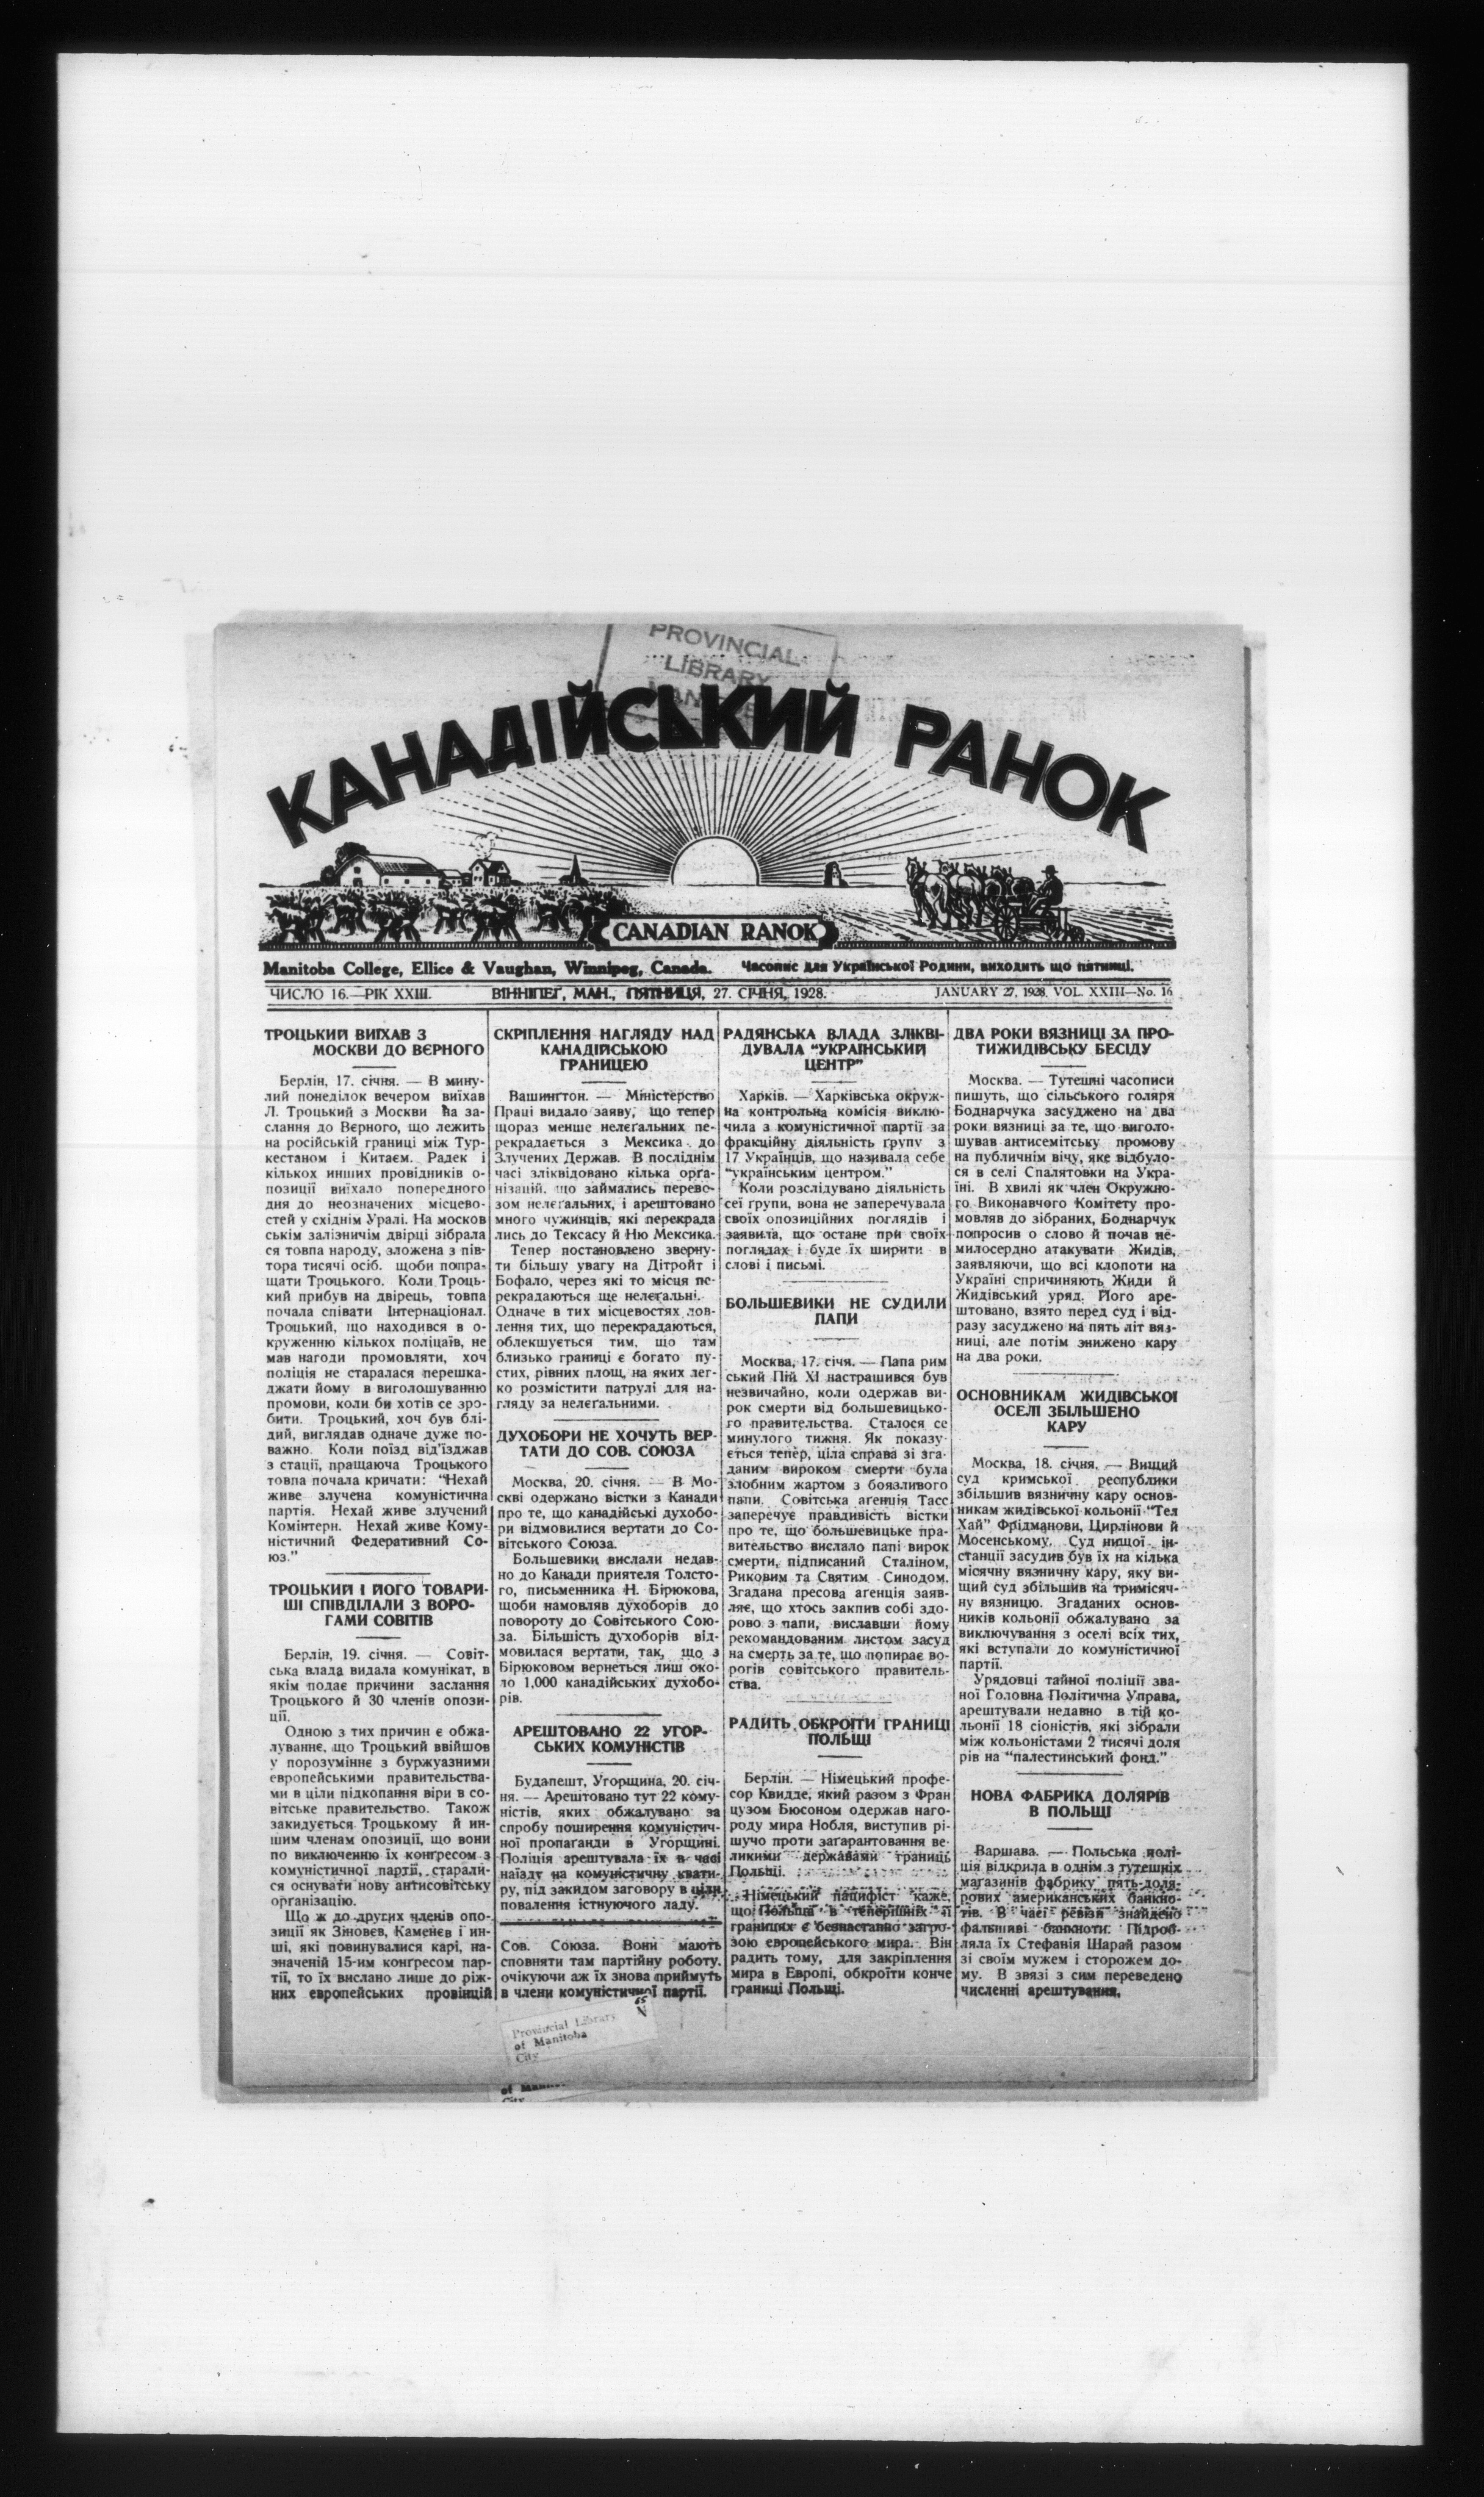 PROVINCIAL
LIBRARY
КАНАДІЙСЬКИЙ РАНОК
CANADIAN RANOK
Manitoba College, Ellice & Vaughan, Winnipeg, Canada. Часопис для Української Родини, виходить що пятниці.
ЧИСЛО 16.—РІК XXIII. ВІННІПЕҐ, МАН., ПЯТНИЦЯ, 27. СІЧНЯ, 1928. JANUARY 27, 1928. VOL. XXIII—No. 16
ТРОЦЬКИЙ ВИЇХАВ З
МОСКВИ ДО ВЄРНОГО
Берлін, 17. січня. — В мину-
лий понеділок вечером виїхав
Л. Троцький з Москви на за-
слання до Вєрного, що лежить
на російській границі між Тур-
кестаном і Китаєм. Радек і
кількох инших провідників о-
позиції виїхало попередного
дня до неозначених місцево-
стей у східнім Уралі. На москов
ськім залізничім двірці зібрала
ся товпа народу, зложена з пів-
тора тисячі осіб. щоби попра-
щати Троцького. Коли Троць-
кий прибув на двірець, товпа
почала співати Інтернаціонал.
Троцький, що находився в о-
круженню кількох поліцаїв, не
мав нагоди промовляти, хоч
поліція не старалася перешка-
джати йому в виголошуванню
промови, коли би хотів се зро-
бити. Троцький, хоч був блі-
дий, виглядав одначе дуже по-
важно. Коли поїзд від'їзджав
з стації, пращаюча Троцького
товпа почала кричати: “Нехай
живе злучена комуністична
партія. Нехай живе злучений
Комінтерн. Нехай живе Кому-
ністичний Федеративний Со-
юз.”
ТРОЦЬКИЙ І ЙОГО ТОВАРИ-
ШІ СПІВДІЛАЛИ З ВОРО-
ГАМИ СОВІТІВ
Берлін, 19. січня. — Совіт-
ська влада видала комунікат, в
якім подає причини заслання
Троцького й 30 членів опози-
ції.
Одною з тих причин є обжа-
луваннє, що Троцький ввійшов
у порозуміннє з буржуазними
европейськими правительства-
ми в ціли підкопання віри в со-
вітське правительство. Також
закидується Троцькому й ин-
шим членам опозиції, що вони
по виключенню їх конґресом з
комуністичної партії, старали-
ся оснувати нову антисовітську
організацію.
Що ж до других членів опо-
зиції як Зіновєв, Каменєв і ин-
ші, які повинувалися карі, на-
значеній 15-им конґресом пар-
тії, то їх вислано лише до ріж-
них европейських провінцій
СКРІПЛЕННЯ НАГЛЯДУ НАД
КАНАДІЙСЬКОЮ
ГРАНИЦЕЮ
Вашинґтон. — Міністерство
Праці видало заяву, що тепер
щораз менше нелєґальних пе-
рекрадається з Мексика до
Злучених Держав. В посліднім
часі зліквідовано кілька орґа-
нізацій, що займались перево-
зом нелєґальних, і арештовано
много чужинців, які перекрада
лись до Тексасу й Ню Мексика.
Тепер постановлено зверну-
ти більшу увагу на Дітройт і
Бофало, через які то місця пе-
рекрадаються ще нелєґальні.
Одначе в тих місцевостях лов-
лення тих, що перекрадаються,
облекшується тим, що там
близько границі є богато пу-
стих, рівних площ, на яких лег-
ко розмістити патрулі для на-
гляду за нелєґальними.
ДУХОБОРИ НЕ ХОЧУТЬ ВЕР-
ТАТИ ДО СОВ. СОЮЗА
Москва, 20. січня. — В Мо-
скві одержано вістки з Канади
про те, що канадійські духобо-
ри відмовилися вертати до Со-
вітського Союза.
Большевики вислали недав-
но до Канади приятеля Толсто-
го, письменника Н. Бірюкова,
щоби намовляв духоборів до
повороту до Совітського Сою-
за. Більшість духоборів від-
мовилася вертати, так, що з
Бірюковом вернеться лиш око-
ло 1,000 канадійських духобо-
рів.
АРЕШТОВАНО 22 УГОР-
СЬКИХ КОМУНІСТІВ
Будапешт, Угорщина, 20. січ-
ня. — Арештовано тут 22 кому-
ністів, яких обжалувано за
спробу поширення комуністич-
ної пропаґанди в Угорщині.
Поліція арештувала їх в часі
наїзду на комуністичну квати-
ру, під закидом заговору в ціли
повалення істнуючого ладу.
Сов. Союза. Вони мають
сповняти там партійну роботу.
очікуючи аж їх знова приймуть
в члени комуністичної партії.
РАДЯНСЬКА ВЛАДА ЗЛІКВІ-
ДУВАЛА “УКРАЇНСЬКИЙ
ЦЕНТР”
Харків. — Харківська окруж-
на контрольна комісія виклю-
чила з комуністичної партії за
фракційну діяльність групу з
17 Українців, що називала себе
“українським центром.”
Коли розслідувано діяльність
сеї ґрупи, вона не заперечувала
своїх опозиційних поглядів і
заявила, що остане при своїх
поглядах і буде їх ширити в
слові і письмі.
БОЛЬШЕВИКИ НЕ СУДИЛИ
ПАПИ
Москва, 17. січя. — Папа рим
ський Пій XI настрашився був
незвичайно, коли одержав ви-
рок смерти від большевицько-
го правительства. Сталося се
минулого тижня. Як показу-
ється тепер, ціла справа зі зга-
даним вироком смерти була
злобним жартом з боязливого
папи. Совітська аґенція Тасс
заперечує правдивість вістки
про те, що большевицьке пра-
вительство вислало папі вирок
смерти, підписаний Сталіном,
Риковим та Святим Синодом.
Згадана пресова аґенція заяв-
ляє, що хтось закпив собі здо-
рово з папи, виславши йому
рекомандованим листом засуд
на смерть за те, що попирає во-
рогів совітського правитель-
ства.
РАДИТЬ ОБКРОЇТИ ГРАНИЦІ
ПОЛЬЩІ
Берлін. — Німецький профе-
сор Квидде, який разом з Фран
цузом Бюсоном одержав наго-
роду мира Нобля, виступив рі-
шучо проти заґарантовання ве-
ликими державами границь
Польщі.
Німецький пацифіст каже,
що Польща в теперішніх її
границях є безнастанно загро-
зою европейського мира. Він
радить тому, для закріплення
мира в Европі, обкроїти конче
границі Польщі.
ДВА РОКИ ВЯЗНИЦІ ЗА ПРО-
ТИЖИДІВСЬКУ БЕСІДУ
Москва. — Тутешні часописи
пишуть, що сільського голяра
Боднарчука засуджено на два
роки вязниці за те, що виголо-
шував антисемітську промову
на публичнім вічу, яке відбуло-
ся в селі Спалятовки на Укра-
їні. В хвилі як член Окружно-
го Виконавчого Комітету про-
мовляв до зібраних, Боднарчук
попросив о слово й почав не-
милосердно атакувати Жидів,
заявляючи, що всі клопоти на
Україні спричиняють Жиди й
Жидівський уряд. Його аре-
штовано, взято перед суд і від-
разу засуджено на пять літ вяз-
ниці, але потім знижено кару
на два роки.
ОСНОВНИКАМ ЖИДІВСЬКОЇ
ОСЕЛІ ЗБІЛЬШЕНО
КАРУ
Москва, 18. січня. — Вищий
суд кримської республики
збільшив вязничну кару основ-
никам жидівської кольонії “Тел
Хай” Фрідманови, Цирлінови й
Мосенському. Суд нищої ін-
станції засудив був їх на кілька
місячну вязничну кару, яку ви-
щий суд збільшив на тримісяч-
ну вязницю. Згаданих основ-
ників кольонії обжалувано за
виключування з оселі всіх тих,
які вступали до комуністичної
партії.
Урядовці тайної поліції зва-
ної Головна Політична Управа,
арештували недавно в тій ко-
льонії 18 сіоністів, які зібрали
між кольоністами 2 тисячі доля
рів на “палестинський фонд.”
НОВА ФАБРИКА ДОЛЯРІВ
В ПОЛЬЩІ
Варшава. — Польська полі-
ція відкрила в однім з тутешніх
маґазинів фабрику пять-доля-
рових американських банкно-
тів. В часі ревізії знайдено
фальшиві банкноти. Підроб-
ляла їх Стефанія Шарай разом
зі своїм мужем і сторожем до-
му. В звязі з сим переведено
численні арештування.
Provincial Library
of Manitoba
City